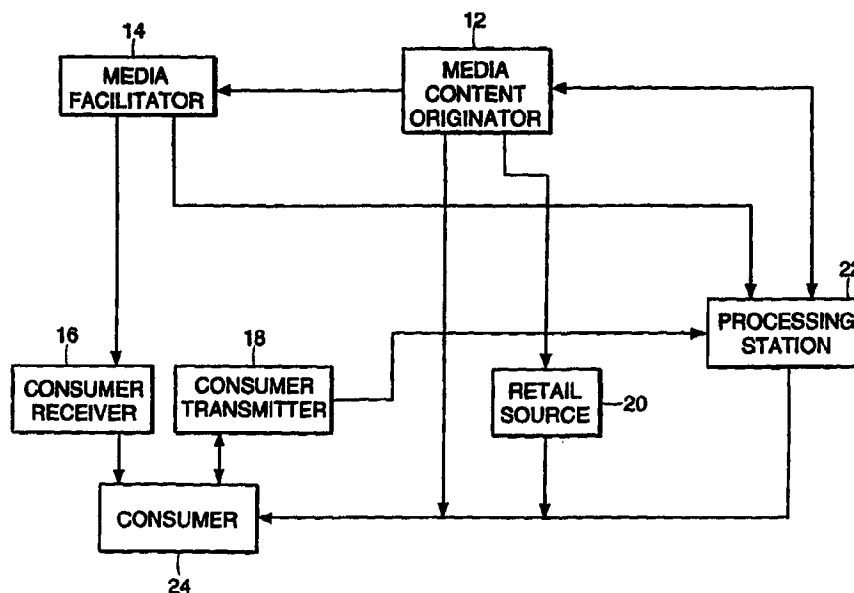 14
MEDIA
FACILITATOR
12
MEDIA
CONTENT
ORIGINATOR
22
PROCESSING
STATION
16
CONSUMER
RECEIVER
18
CONSUMER
TRANSMITTER
RETAIL
SOURCE
20
CONSUMER
24